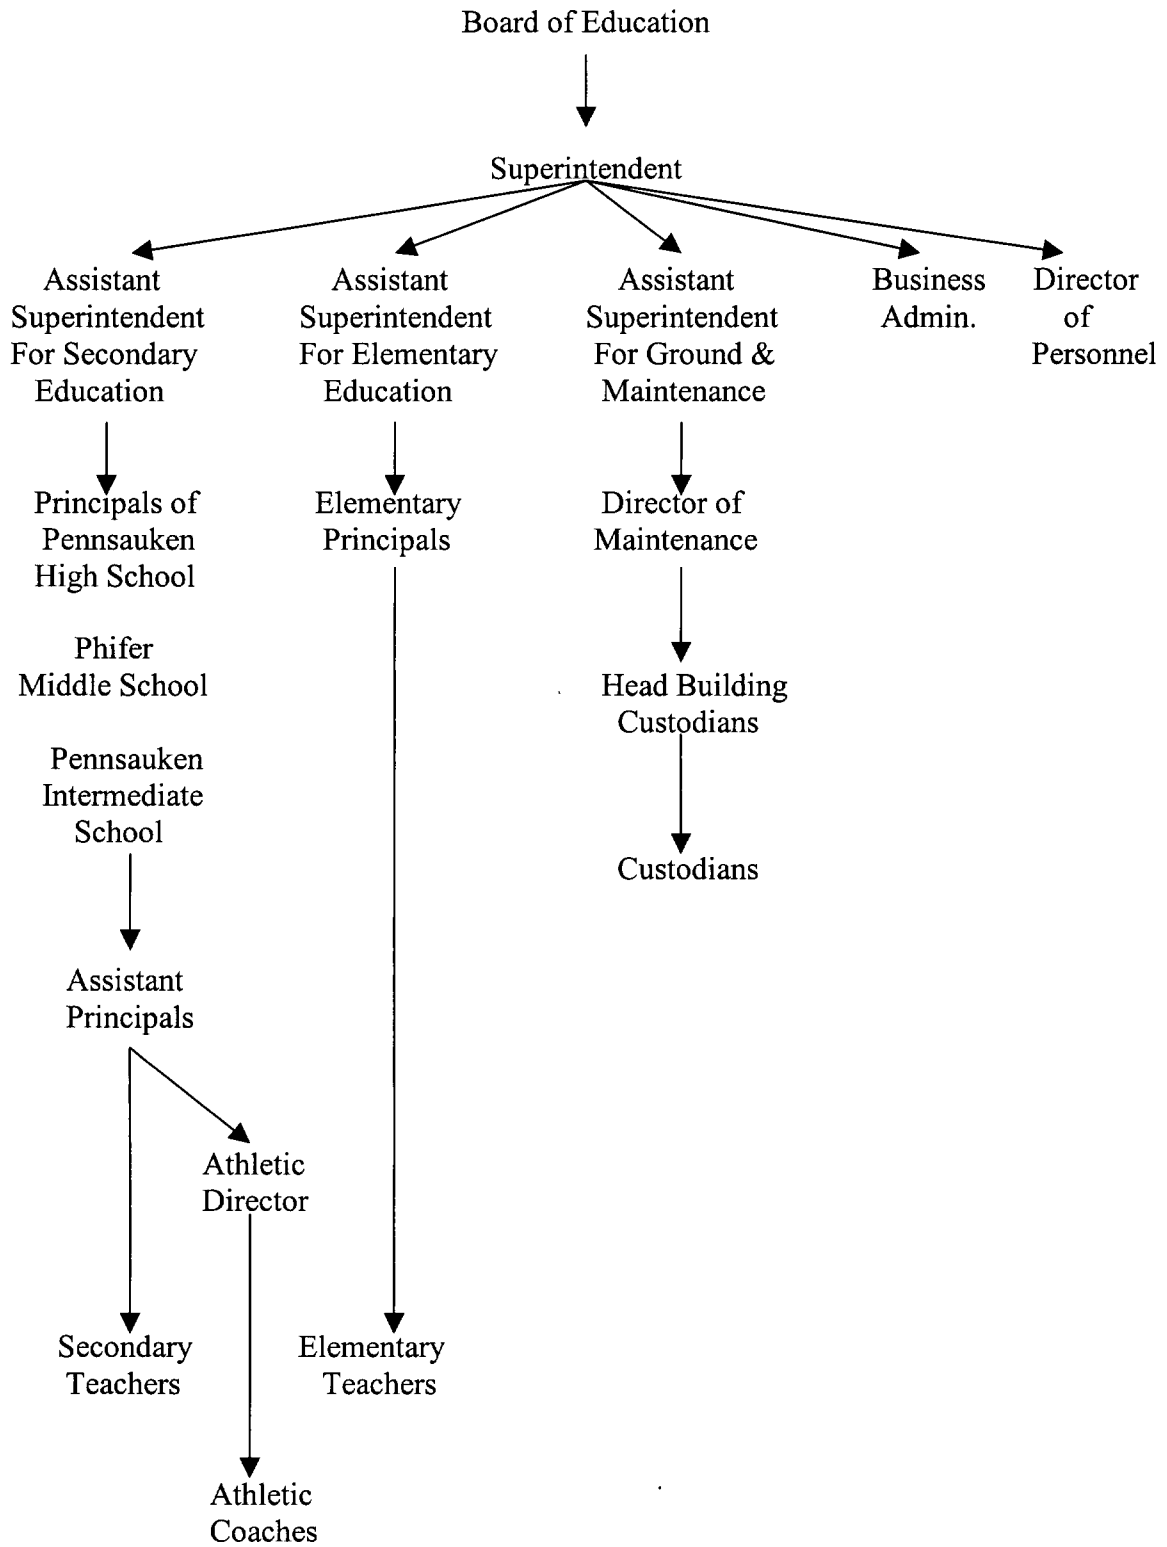 Board of Education
Superintendent
Assistant
Superintendent
For Secondary
Education
Assistant
Superintendent
For Elementary
Education
Assistant
Superintendent
For Ground &
Maintenance
Business
Admin.
Director
of
Personnel
Principals of
Pennsauken
High School
Phifer
Middle School
Pennsauken
Intermediate
School
Elementary
Principals
Director of
Maintenance
Head Building
Custodians
Custodians
Assistant
Principals
Athletic
Director
Secondary
Teachers
Elementary
Teachers
Athletic
Coaches